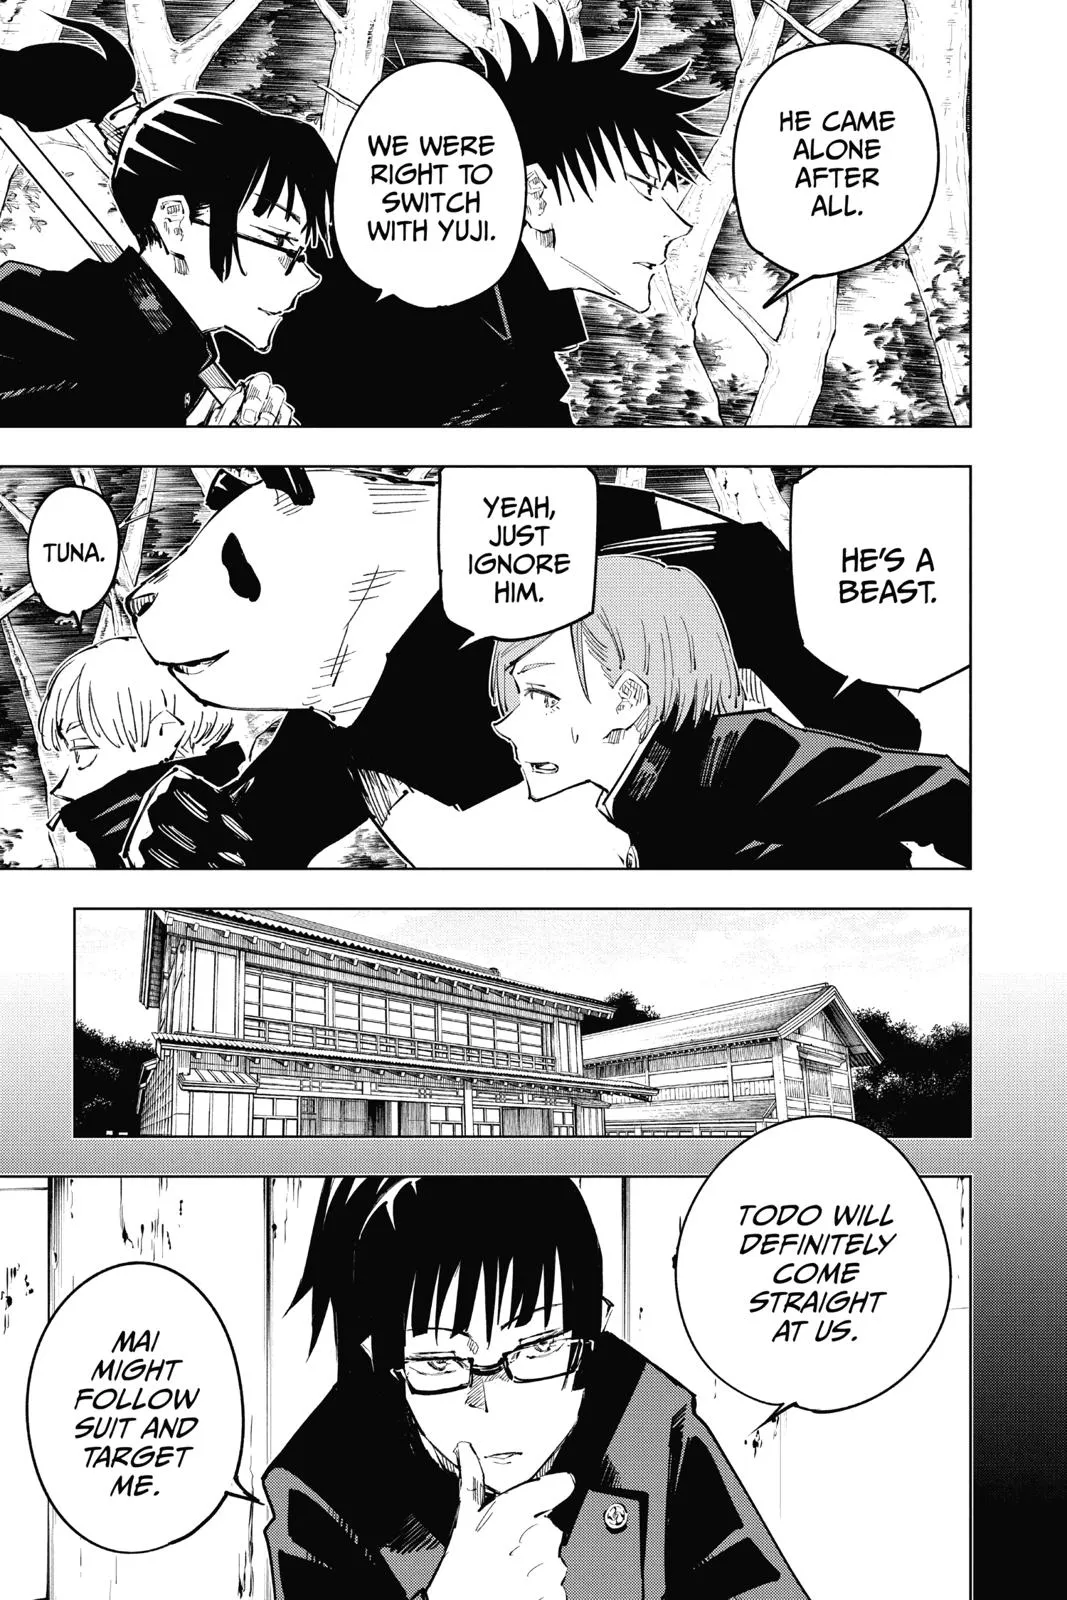 HE CAME
ALONE
AFTER
ALL.
WE WERE
RIGHT TO
SWITCH
WITH YUJI.
HE'S A
BEAST.
YEAH,
JUST
IGNORE
HIM.
TUNA.
TODO WILL
DEFINITELY
COME
STRAIGHT
AT US.
MAI
MIGHT
FOLLOW
SUIT AND
TARGET
ME.